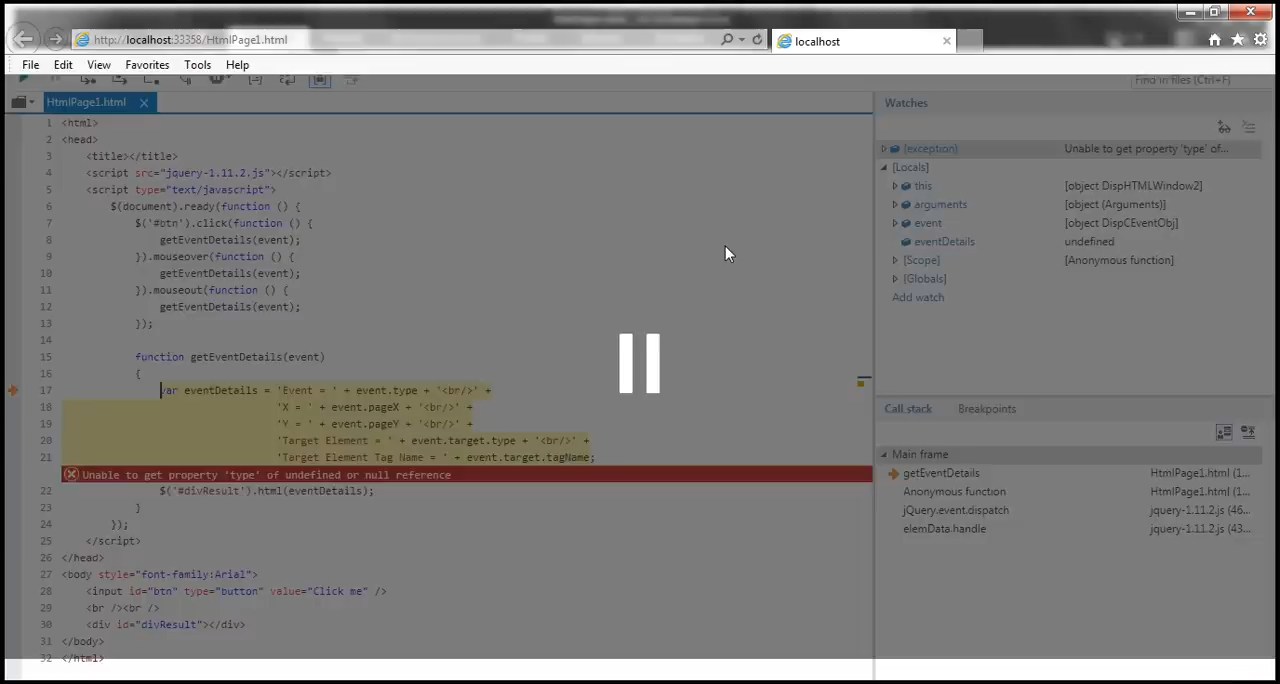 http://localhost:33358/HtmlPage1.html
localhost
File Edit View Favorites Tools Help
Find in files (Ctrl+F)
HtmlPage1.html
1 <html>
2 <head>
3 <title></title>
4 <script src="jquery-1.11.2.js"></script>
5 <script type="text/javascript">
6 $(document).ready(function () {
7 $('#btn').click(function () {
8 getEventDetails(event);
9 }).mouseover(function () {
10 getEventDetails(event);
11 }).mouseout(function () {
12 getEventDetails(event);
13 });
14
15 function getEventDetails(event)
16 {
17 var eventDetails = 'Event = ' + event.type + '<br/>' +
18 'X = ' + event.pageX + '<br/>' +
19 'Y = ' + event.pageY + '<br/>' +
20 'Target Element = ' + event.target.type + '<br/>' +
21 'Target Element Tag Name = ' + event.target.tagName;
Unable to get property 'type' of undefined or null reference
22 $('#divResult').html(eventDetails);
23 }
24 });
25 </script>
26 </head>
27 <body style="font-family:Arial">
28 <input id="btn" type="button" value="Click me" />
29 <br /><br />
30 <div id="divResult"></div>
31 </body>
32 </html>
Watches
{exception} Unable to get property 'type' of...
[Locals]
this [object DispHTMLWindow2]
arguments [object (Arguments)]
event [object DispCEventObj]
eventDetails undefined
[Scope] [Anonymous function]
[Globals]
Add watch
Call stack Breakpoints
Main frame
getEventDetails HtmlPage1.html (1...
Anonymous function HtmlPage1.html (1...
jQuery.event.dispatch jquery-1.11.2.js (46...
elemData.handle jquery-1.11.2.js (43...